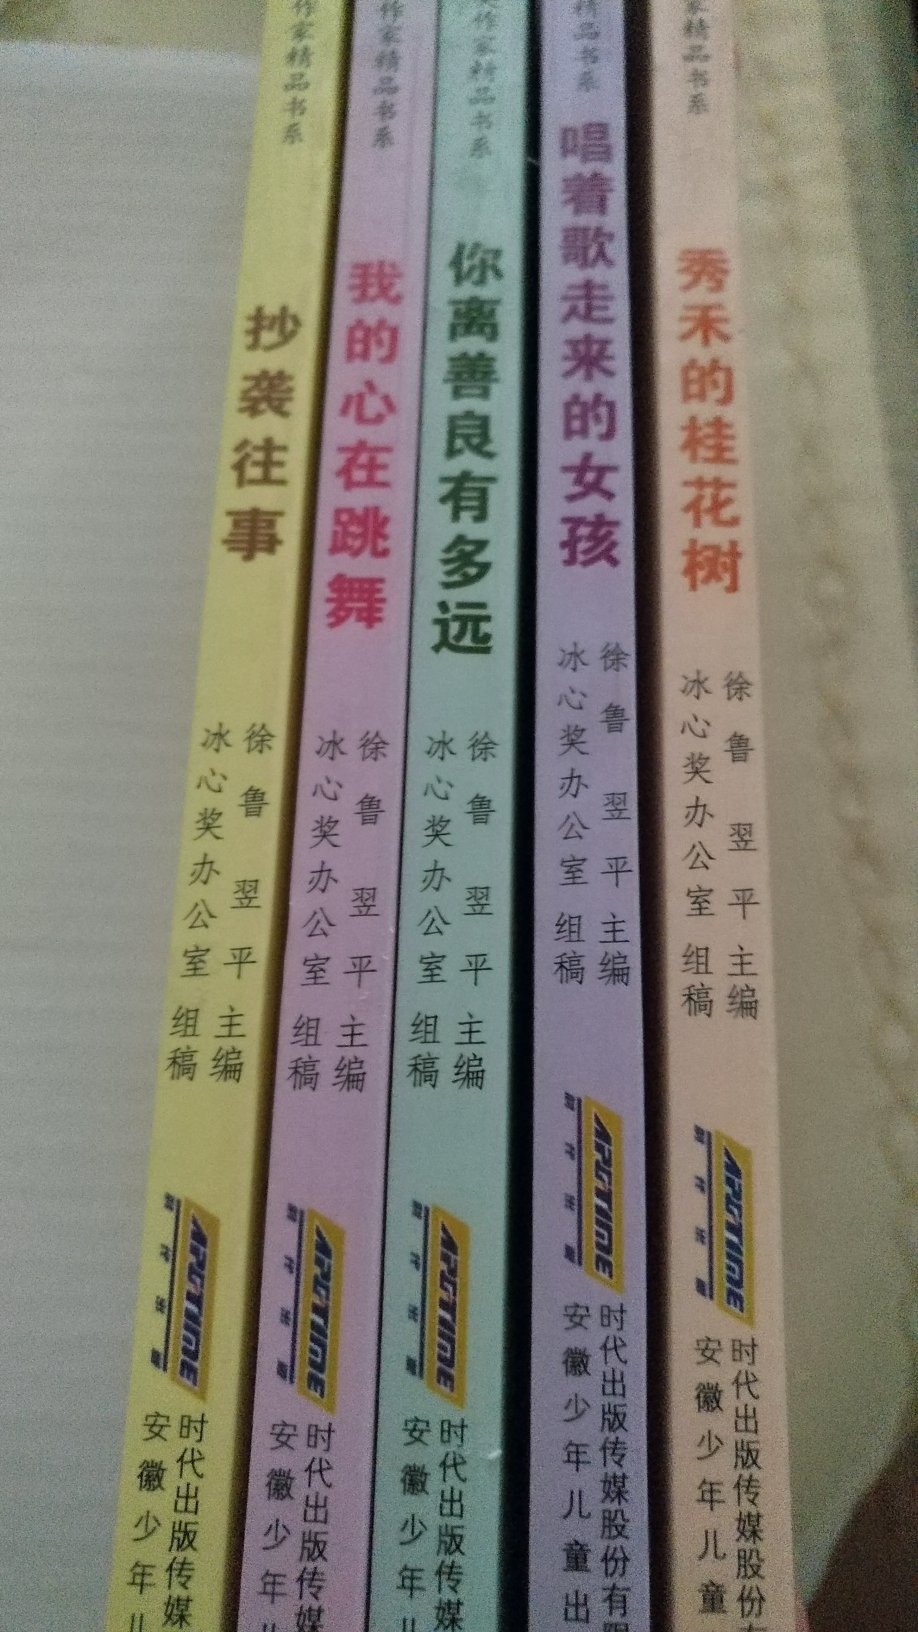 作家精品书系
抄袭往事
徐鲁 翌平 主编
冰心奖办公室 组稿
APGTIME
时代出版传媒
安徽少年儿
作家精品书系
我的心在跳舞
徐鲁 翌平 主编
冰心奖办公室 组稿
APGTIME
时代出版传媒
安徽少年儿
作家精品书系
你离善良有多远
徐鲁 翌平 主编
冰心奖办公室 组稿
APGTIME
时代出版传媒
安徽少年儿
精品书系
唱着歌走来的女孩
徐鲁 翌平 主编
冰心奖办公室 组稿
APGTIME
时代出版传媒股份有限
安徽少年儿童出
家精品书系
秀禾的桂花树
徐鲁 翌平 主编
冰心奖办公室 组稿
APGTIME
时代出版传媒股份有
安徽少年儿童